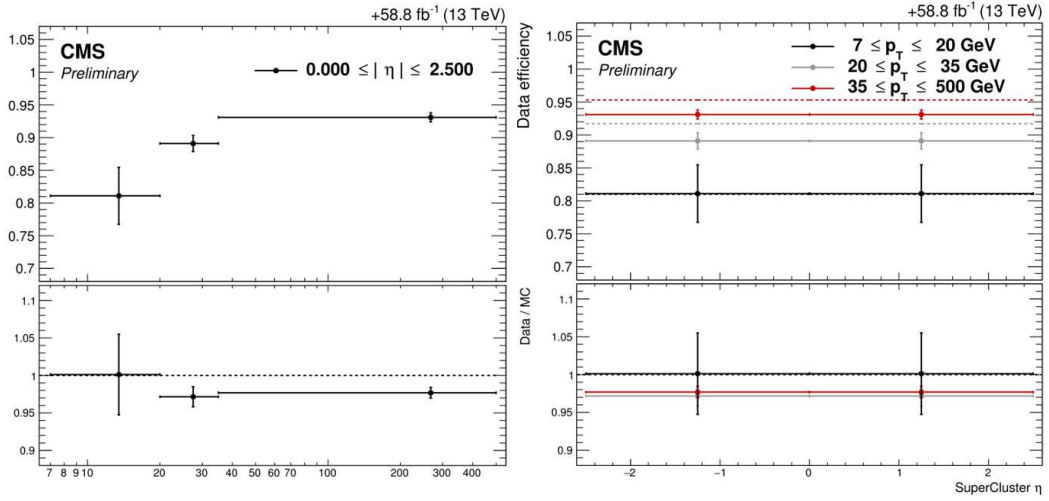 +58.8 fb⁻¹ (13 TeV)
CMS
Preliminary
0.000 ≤| η | ≤ 2.500
1.05
1
0.95
0.9
0.85
0.8
0.75
0.7
1.1
1.05
1
0.95
0.9
7 8 9 10 20 30 40 50 60 70 100 200 300 400
+58.8 fb⁻¹ (13 TeV)
Data efficiency
CMS
Preliminary
7 ≤ p_T ≤ 20 GeV
20 ≤ p_T ≤ 35 GeV
35 ≤ p_T ≤ 500 GeV
1.05
1
0.95
0.9
0.85
0.8
0.75
0.7
Data / MC
1.1
1.05
1
0.95
0.9
−2 −1 0 1 2
SuperCluster η